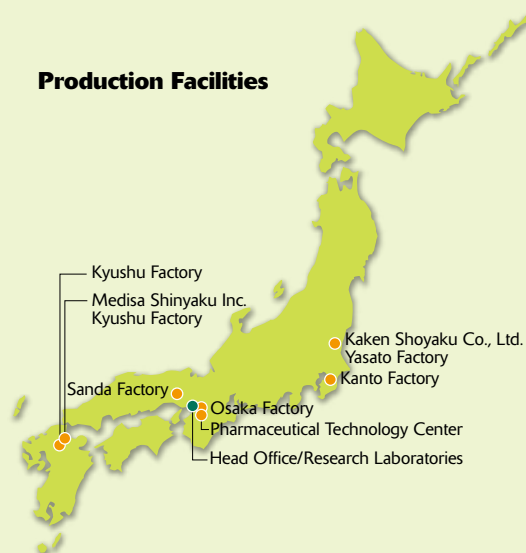 Production Facilities
Kyushu Factory
Medisa Shinyaku Inc.
Kyushu Factory
Kaken Shoyaku Co., Ltd.
Yasato Factory
Kanto Factory
Sanda Factory
Osaka Factory
Pharmaceutical Technology Center
Head Office/Research Laboratories